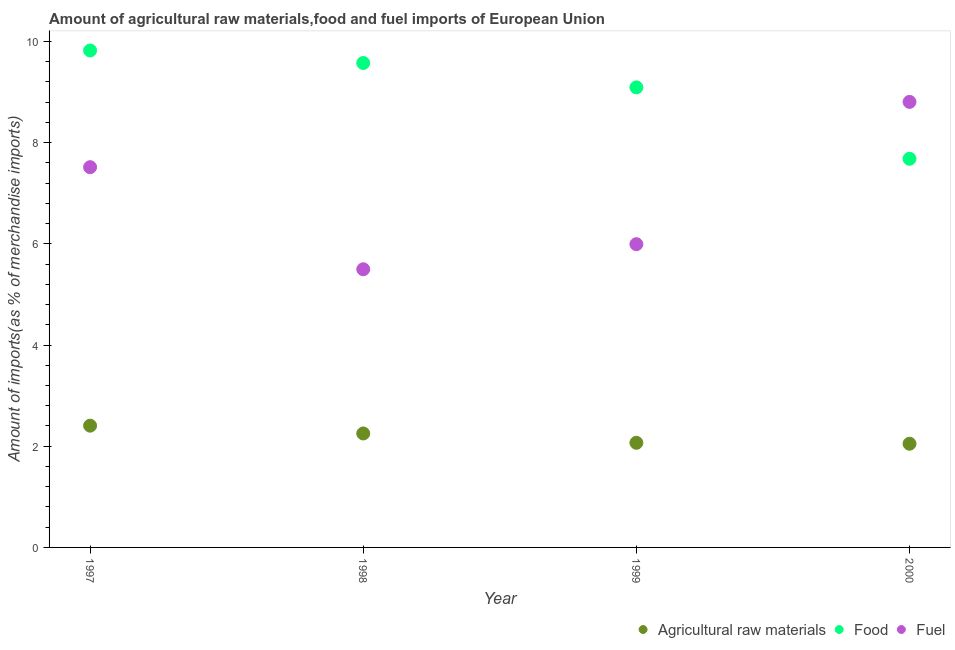 Amount of agricultural raw materials,food and fuel imports of European Union
Amount of imports(as % of merchandise imports)
10
8
6
4
2
0
1997
1998
1999
2000
Year
Agricultural raw materials
Food
Fuel